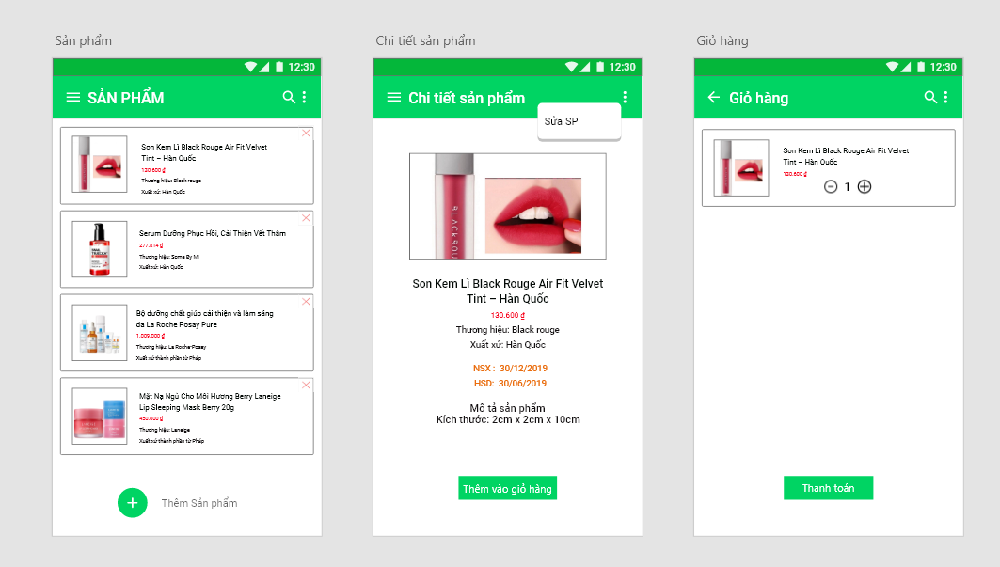 Sản phẩm
12:30
SẢN PHẨM
Son Kem Lì Black Rouge Air Fit Velvet
Tint – Hàn Quốc
130.600 ₫
Thương hiệu: Black rouge
Xuất xứ: Hàn Quốc
Serum Dưỡng Phục Hồi, Cải Thiện Vết Thâm
277.814 ₫
Thương hiệu: Some By Mi
Xuất xứ: Hàn Quốc
Bộ dưỡng chất giúp cải thiện và làm sáng
da La Roche Posay Pure
1.009.000 ₫
Thương hiệu: La Roche-Posay
Xuất xứ thành phần từ Pháp
Mặt Nạ Ngủ Cho Môi Hương Berry Laneige
Lip Sleeping Mask Berry 20g
450.000 ₫
Thương hiệu: Laneige
Xuất xứ thành phần từ Pháp
Thêm Sản phẩm
Chi tiết sản phẩm
12:30
Chi tiết sản phẩm
Sửa SP
BLACK ROUG
Son Kem Lì Black Rouge Air Fit Velvet
Tint – Hàn Quốc
130.600 ₫
Thương hiệu: Black rouge
Xuất xứ: Hàn Quốc
NSX : 30/12/2019
HSD: 30/06/2019
Mô tả sản phẩm
Kích thước: 2cm x 2cm x 10cm
Thêm vào giỏ hàng
Giỏ hàng
12:30
Giỏ hàng
Son Kem Lì Black Rouge Air Fit Velvet
Tint – Hàn Quốc
130.600 ₫
1
Thanh toán